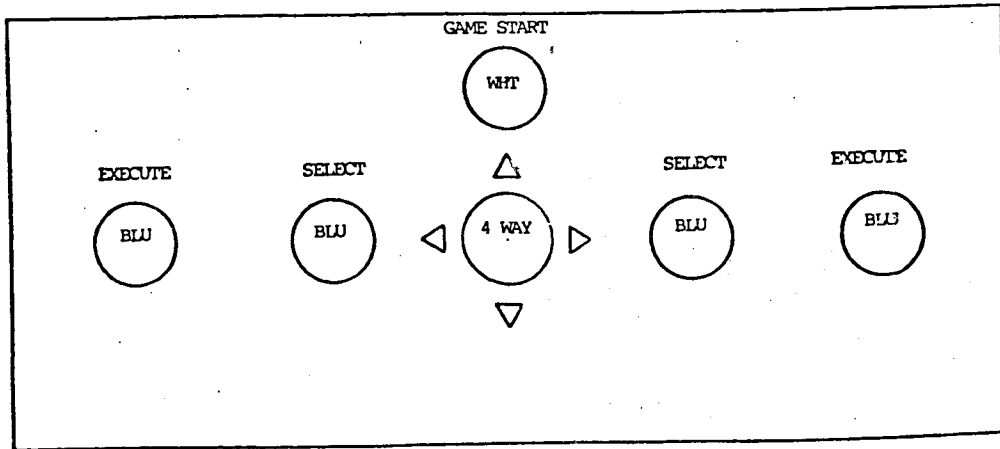 GAME START
WHT
EXECUTE SELECT SELECT EXECUTE
BLU BLU 4 WAY BLU BLU